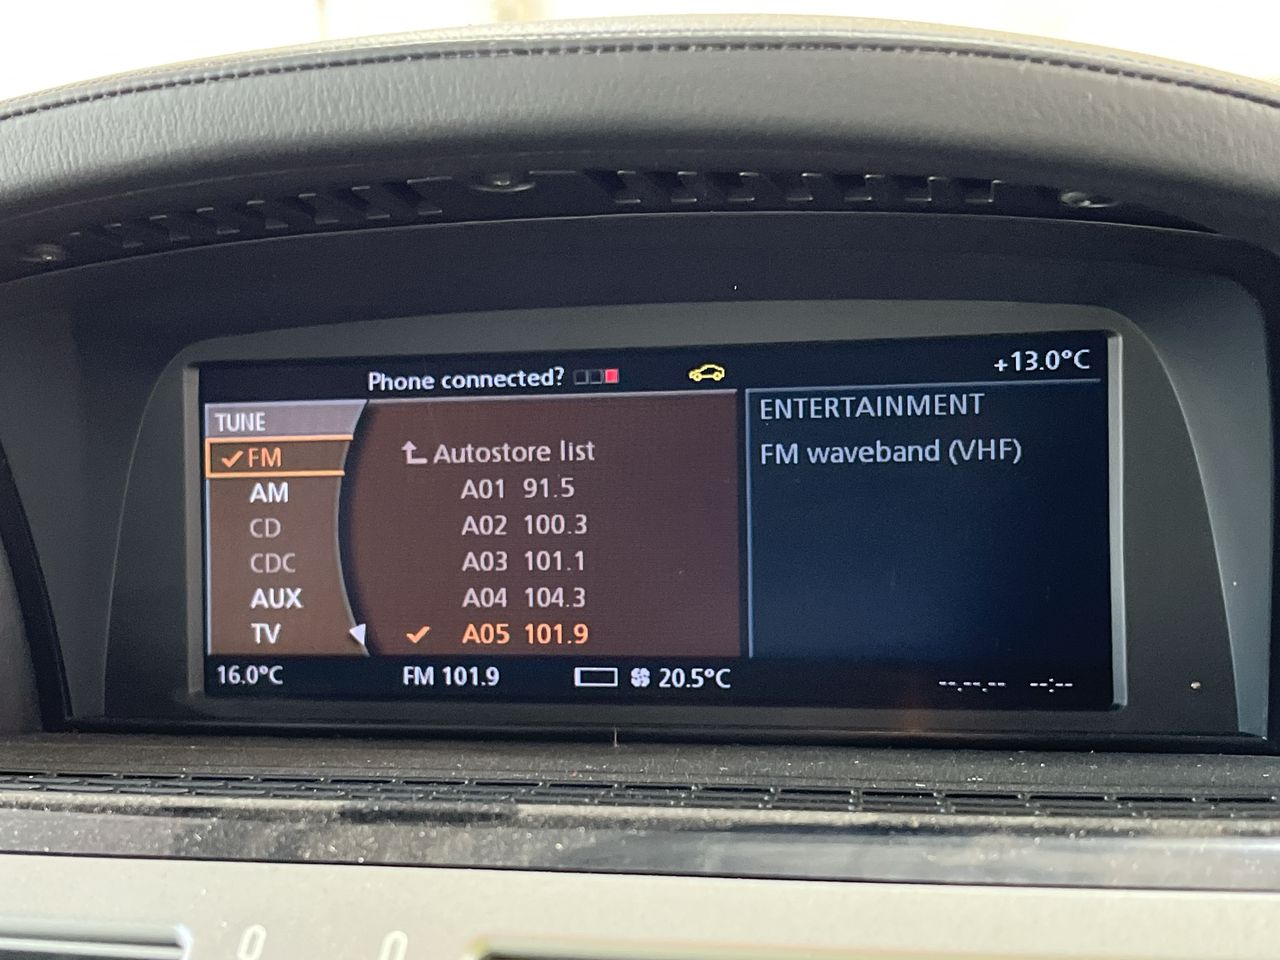 Phone connected?
+13.0°C
TUNE
FM
AM
CD
CDC
AUX
TV
Autostore list
A01 91.5
A02 100.3
A03 101.1
A04 104.3
A05 101.9
ENTERTAINMENT
FM waveband (VHF)
16.0°C
FM 101.9
20.5°C
--.--.-- --:--
0 0